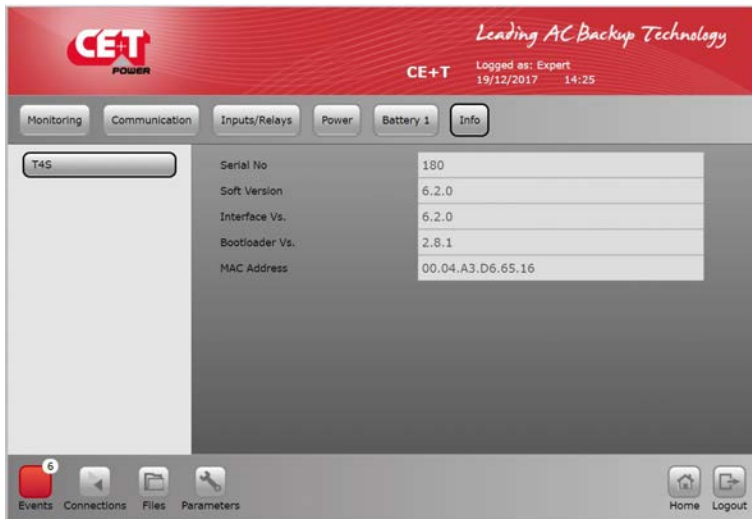 CE+T
POWER
Leading AC Backup Technology
CE+T
Logged as: Expert
19/12/2017 14:25
Monitoring Communication Inputs/Relays Power Battery 1 Info
T4S
Serial No 180
Soft Version 6.2.0
Interface Vs. 6.2.0
Bootloader Vs. 2.8.1
MAC Address 00.04.A3.D6.65.16
6
Events Connections Files Parameters Home Logout